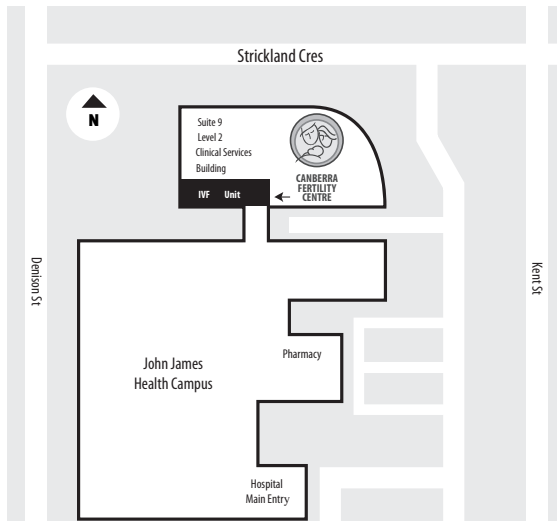 Strickland Cres
N
Suite 9
Level 2
Clinical Services
Building
CANBERRA
FERTILITY
CENTRE
IVF Unit
Denison St
Kent St
John James
Health Campus
Pharmacy
Hospital
Main Entry